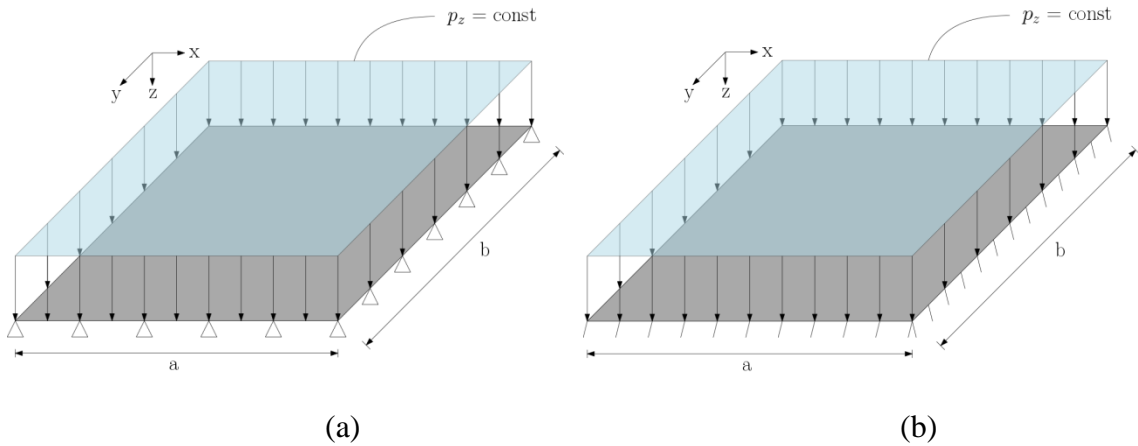 p_z = const
x
y
z
b
a
(a)
p_z = const
x
y
z
b
a
(b)